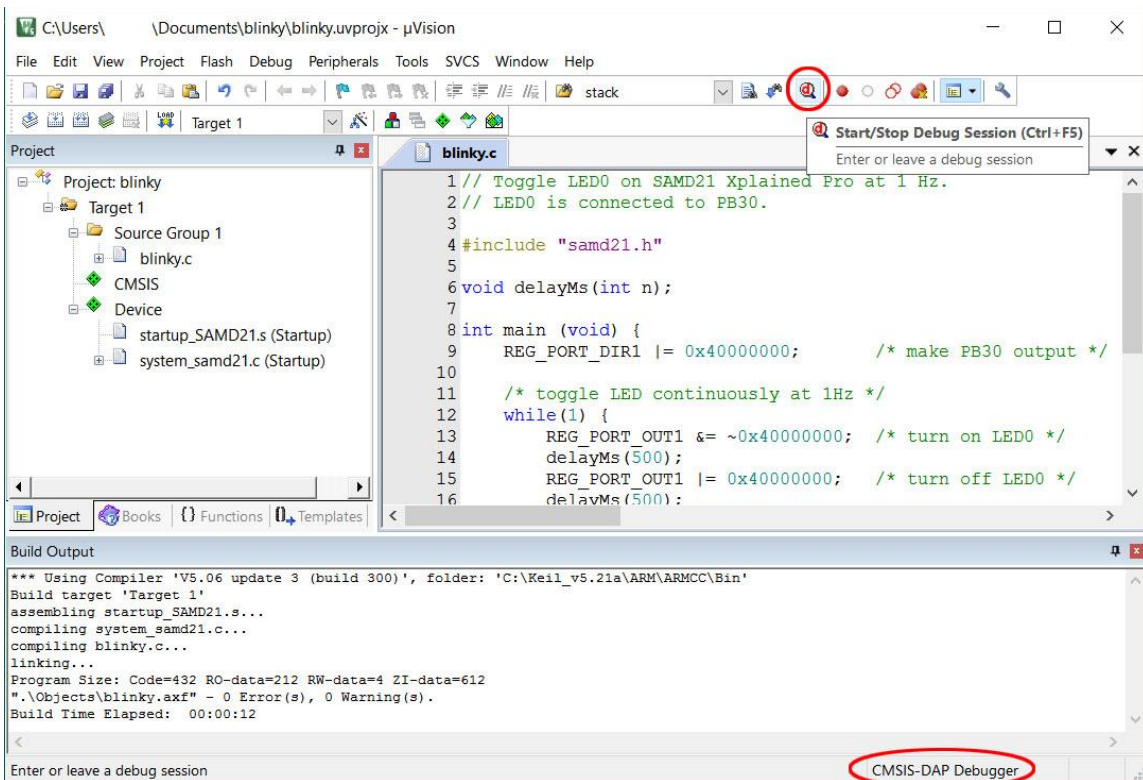 C:\Users\ \Documents\blinky\blinky.uvprojx - µVision
File Edit View Project Flash Debug Peripherals Tools SVCS Window Help
stack
LOAD
Target 1
Start/Stop Debug Session (Ctrl+F5)
Enter or leave a debug session
Project
Project: blinky
Target 1
Source Group 1
blinky.c
CMSIS
Device
startup_SAMD21.s (Startup)
system_samd21.c (Startup)
Project Books {} Functions Templates
blinky.c
1 // Toggle LED0 on SAMD21 Xplained Pro at 1 Hz.
2 // LED0 is connected to PB30.
3
4 #include "samd21.h"
5
6 void delayMs(int n);
7
8 int main (void) {
9 REG_PORT_DIR1 |= 0x40000000; /* make PB30 output */
10
11 /* toggle LED continuously at 1Hz */
12 while(1) {
13 REG_PORT_OUT1 &= ~0x40000000; /* turn on LED0 */
14 delayMs(500);
15 REG_PORT_OUT1 |= 0x40000000; /* turn off LED0 */
16 delayMs(500);
Build Output
*** Using Compiler 'V5.06 update 3 (build 300)', folder: 'C:\Keil_v5.21a\ARM\ARMCC\Bin'
Build target 'Target 1'
assembling startup_SAMD21.s...
compiling system_samd21.c...
compiling blinky.c...
linking...
Program Size: Code=432 RO-data=212 RW-data=4 ZI-data=612
".\Objects\blinky.axf" - 0 Error(s), 0 Warning(s).
Build Time Elapsed: 00:00:12
Enter or leave a debug session
CMSIS-DAP Debugger